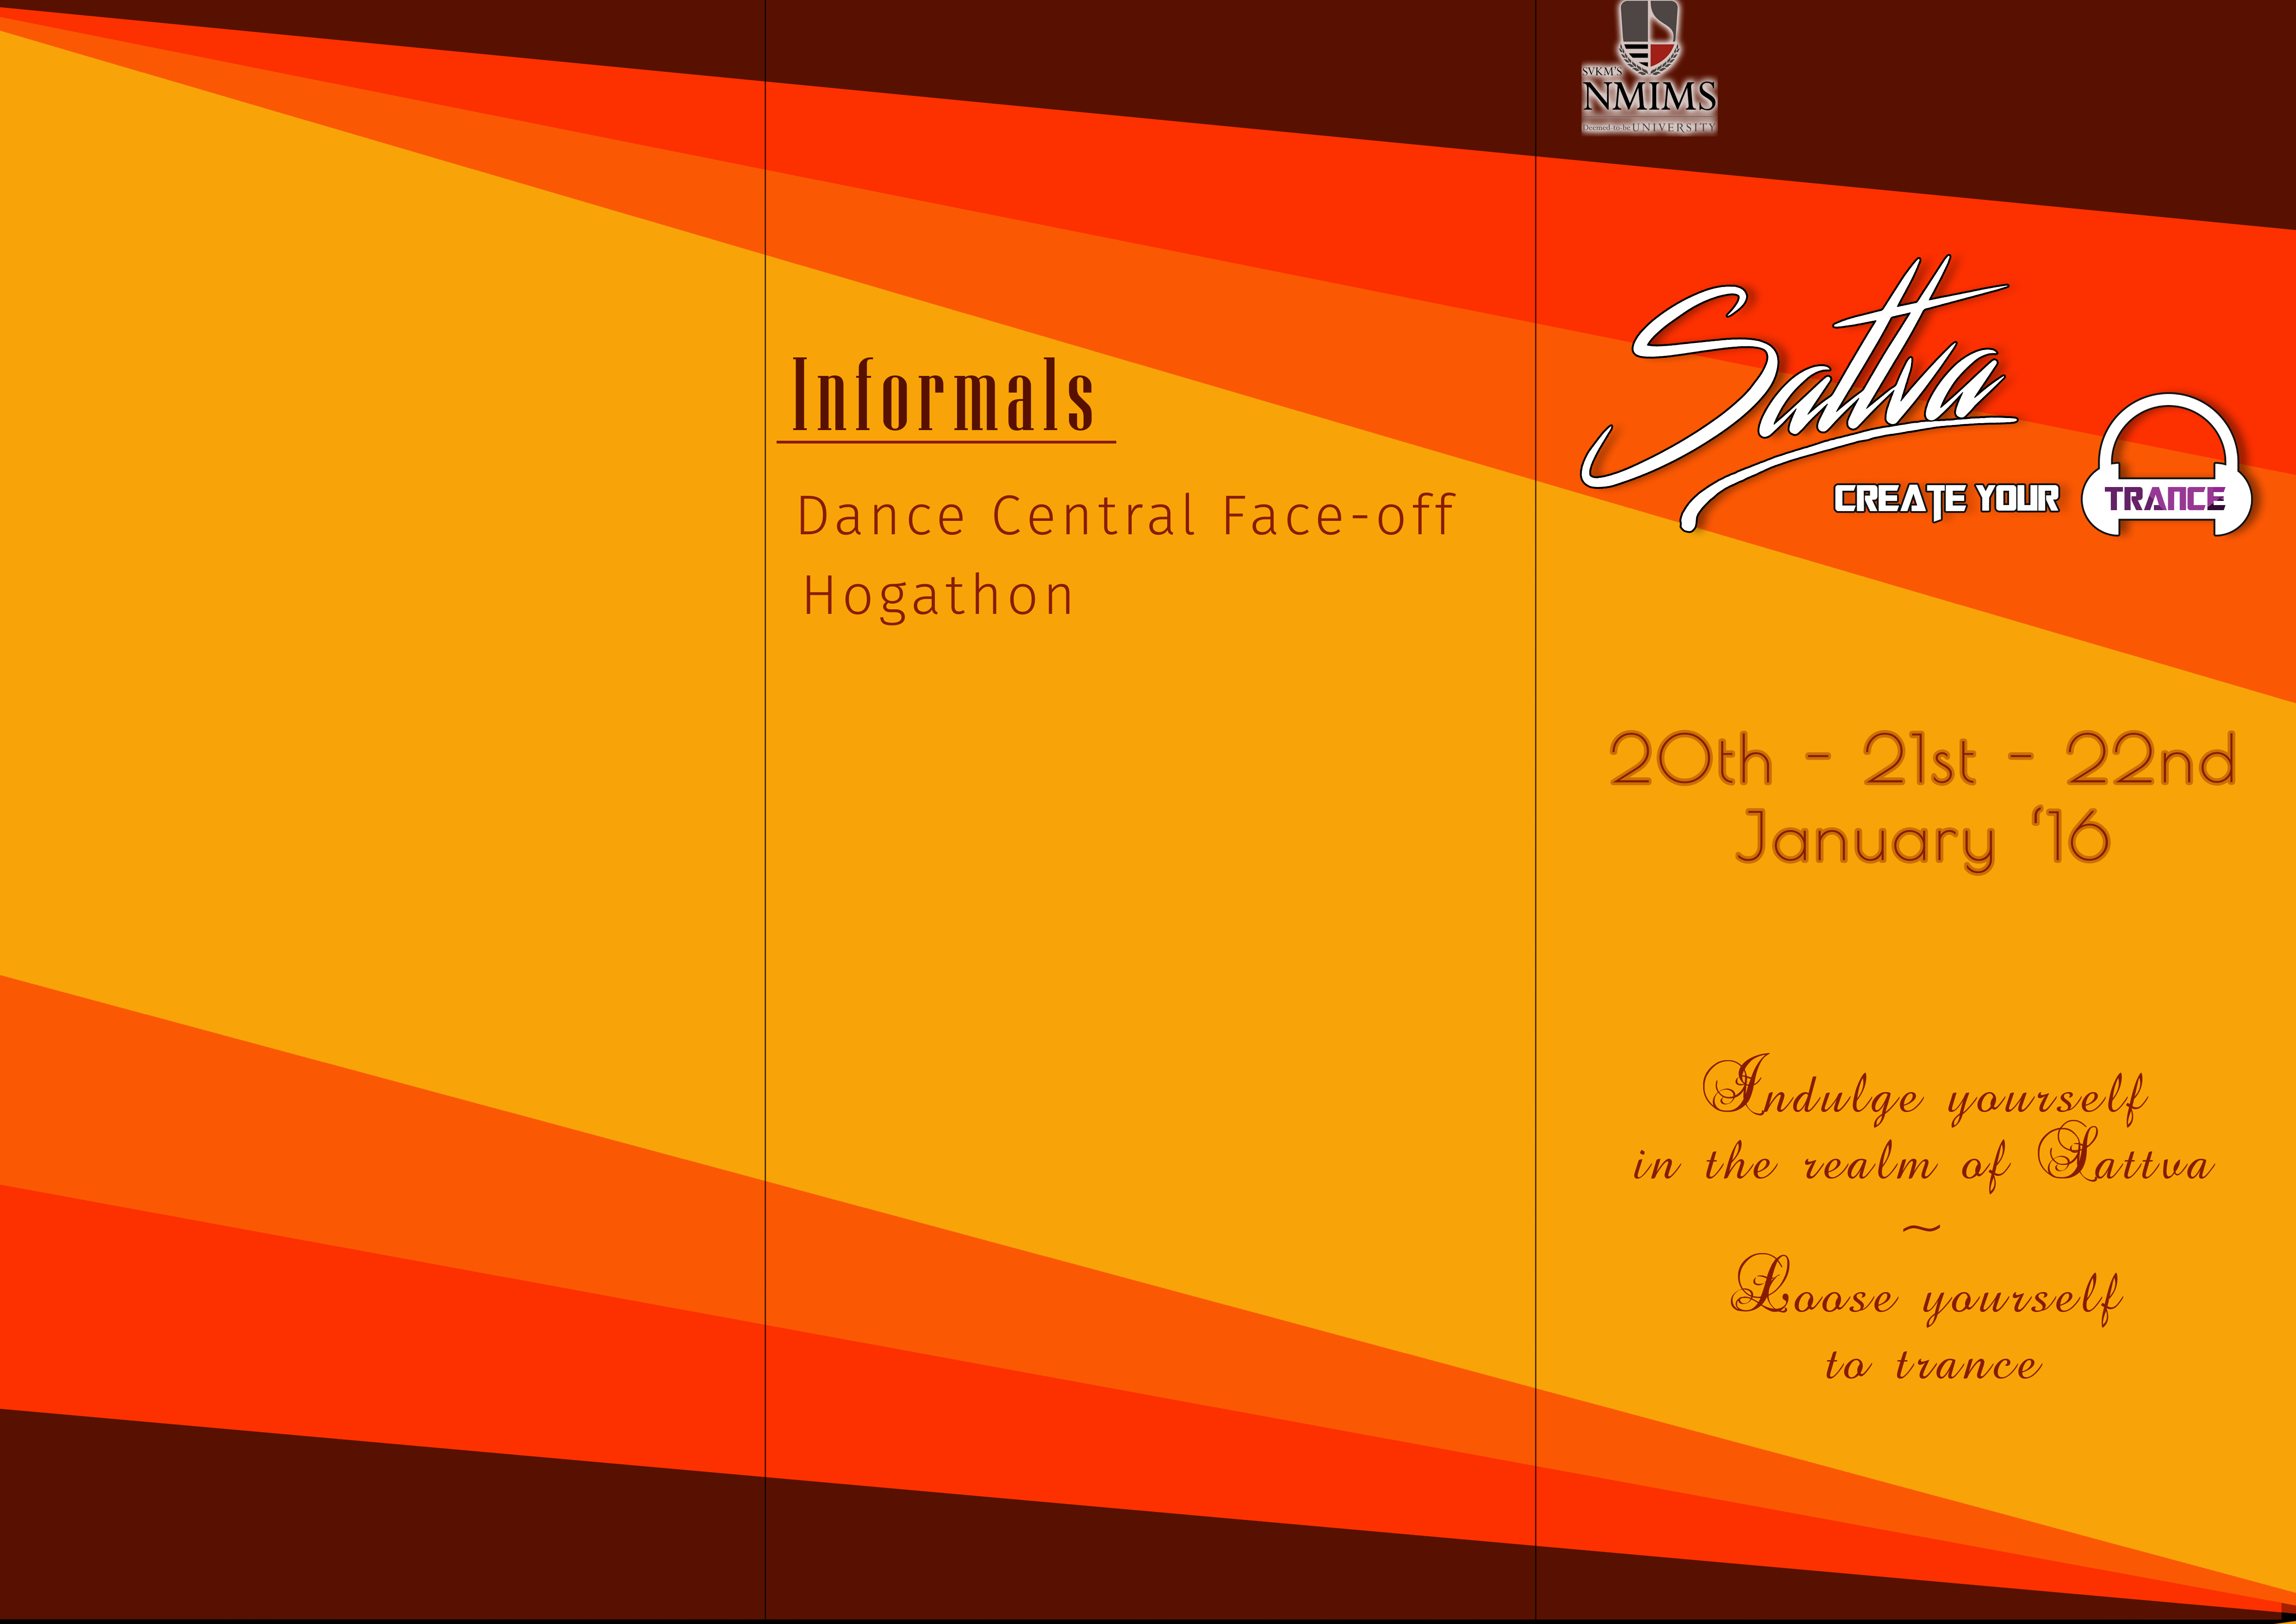 Informals
Dance Central Face-off
Hogathon
SVKM'S
NMIMS
Deemed-to-be UNIVERSITY
Sattva
CREATE YOUR TRANCE
20th - 21st - 22nd
January ‘16
Indulge yourself
in the realm of Sattva
~
Loose yourself
to trance